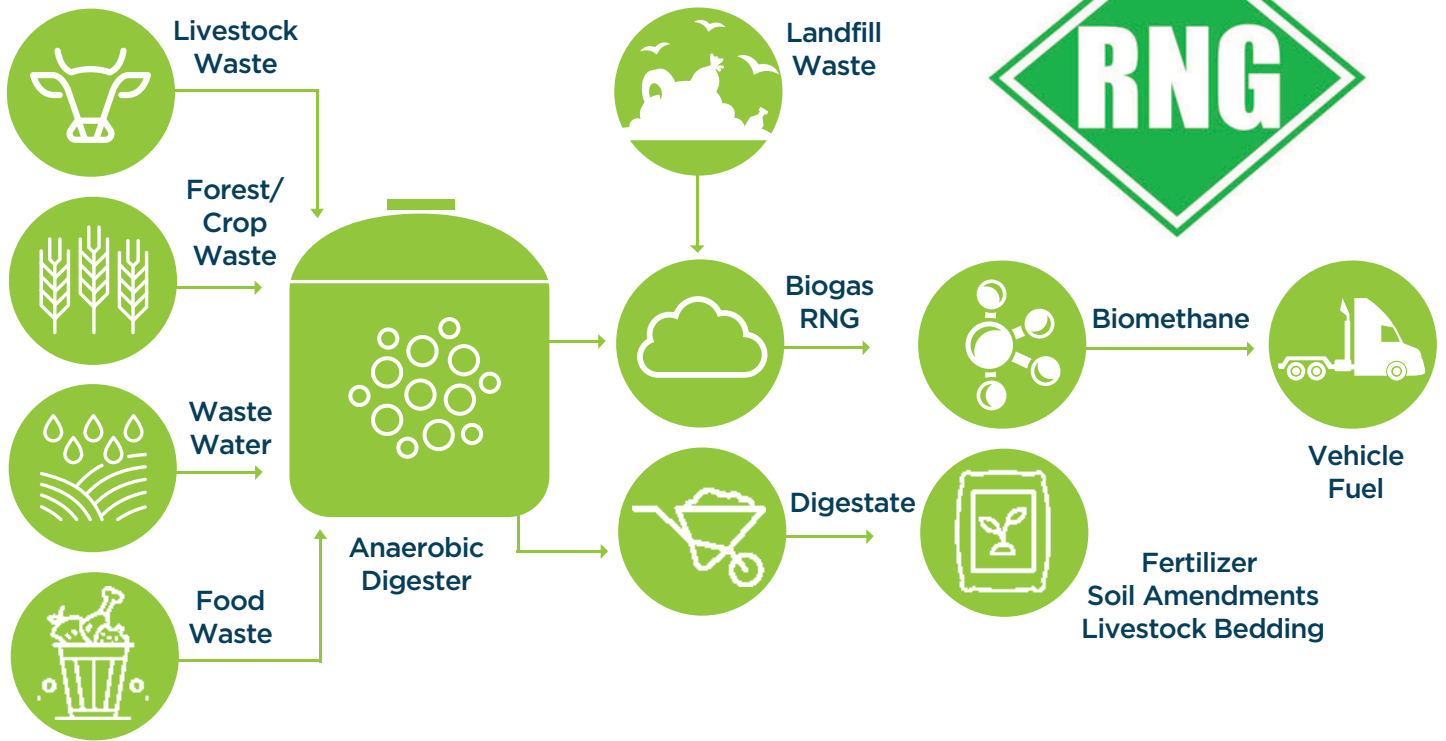 Livestock
Waste
Landfill
Waste
RNG
Forest/
Crop
Waste
Biogas
RNG
Biomethane
Waste
Water
Vehicle
Fuel
Digestate
Anaerobic
Digester
Fertilizer
Soil Amendments
Livestock Bedding
Food
Waste